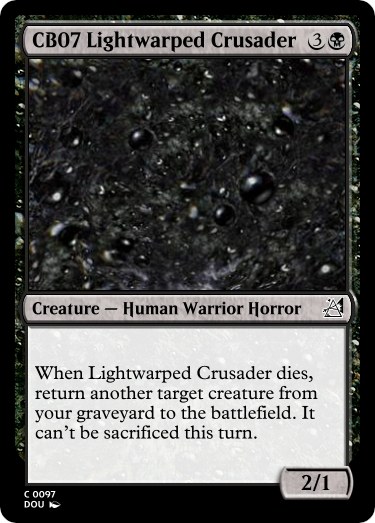 CB07 Lightwarped Crusader 3
Creature — Human Warrior Horror
When Lightwarped Crusader dies,
return another target creature from
your graveyard to the battlefield. It
can't be sacrificed this turn.
2/1
C 0097
DOU